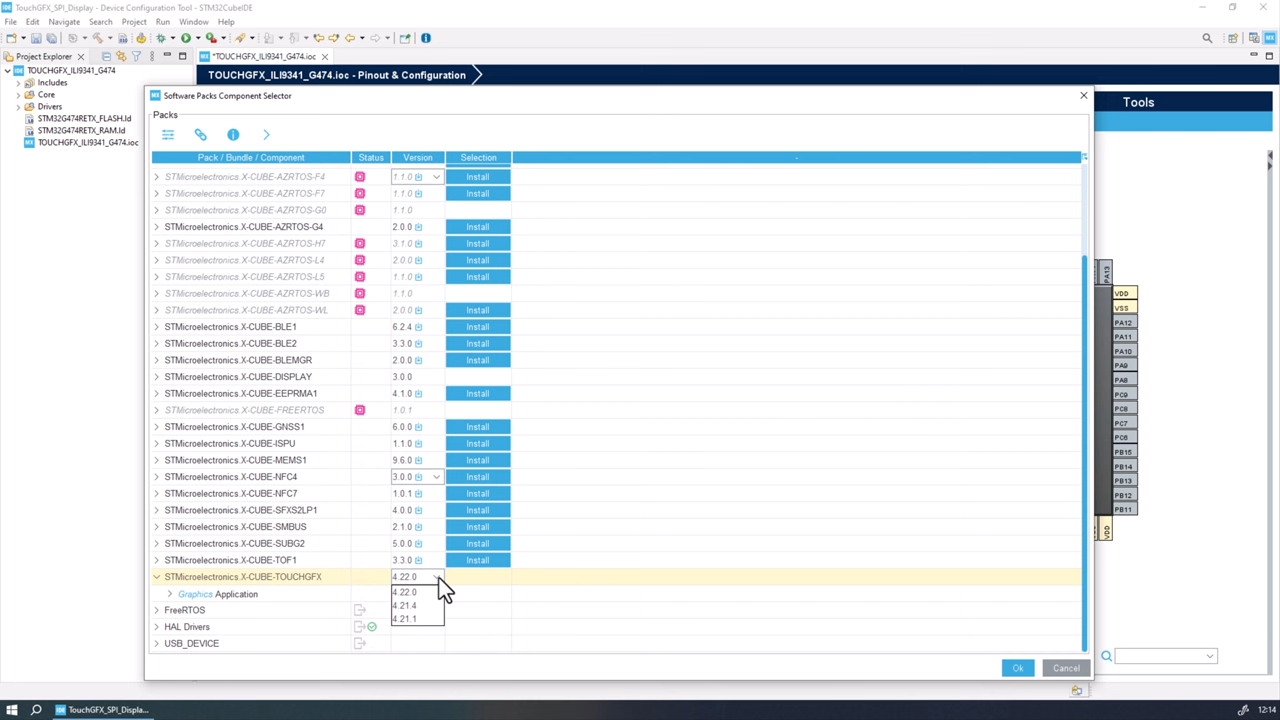 TouchGFX_SPI_Display - Device Configuration Tool - STM32CubeIDE
File Edit Navigate Search Project Run Window Help
Project Explorer
*TOUCHGFX_ILI9341_G474.ioc
TOUCHGFX_ILI9341_G474
Includes
Core
Drivers
STM32G474RETX_FLASH.ld
STM32G474RETX_RAM.ld
TOUCHGFX_ILI9341_G474.ioc
TOUCHGFX_ILI9341_G474.ioc - Pinout & Configuration
Tools
Software Packs Component Selector
Packs
Pack / Bundle / Component Status Version Selection -
STMicroelectronics.X-CUBE-AZRTOS-F4 1.1.0 Install
STMicroelectronics.X-CUBE-AZRTOS-F7 1.1.0 Install
STMicroelectronics.X-CUBE-AZRTOS-G0 1.1.0
STMicroelectronics.X-CUBE-AZRTOS-G4 2.0.0 Install
STMicroelectronics.X-CUBE-AZRTOS-H7 3.1.0 Install
STMicroelectronics.X-CUBE-AZRTOS-L4 2.0.0 Install
STMicroelectronics.X-CUBE-AZRTOS-L5 1.1.0 Install
STMicroelectronics.X-CUBE-AZRTOS-WB 1.1.0
STMicroelectronics.X-CUBE-AZRTOS-WL 2.0.0 Install
STMicroelectronics.X-CUBE-BLE1 6.2.4 Install
STMicroelectronics.X-CUBE-BLE2 3.3.0 Install
STMicroelectronics.X-CUBE-BLEMGR 2.0.0 Install
STMicroelectronics.X-CUBE-DISPLAY 3.0.0
STMicroelectronics.X-CUBE-EEPRMA1 4.1.0 Install
STMicroelectronics.X-CUBE-FREERTOS 1.0.1
STMicroelectronics.X-CUBE-GNSS1 6.0.0 Install
STMicroelectronics.X-CUBE-ISPU 1.1.0 Install
STMicroelectronics.X-CUBE-MEMS1 9.6.0 Install
STMicroelectronics.X-CUBE-NFC4 3.0.0 Install
STMicroelectronics.X-CUBE-NFC7 1.0.1 Install
STMicroelectronics.X-CUBE-SFXS2LP1 4.0.0 Install
STMicroelectronics.X-CUBE-SMBUS 2.1.0 Install
STMicroelectronics.X-CUBE-SUBG2 5.0.0 Install
STMicroelectronics.X-CUBE-TOF1 3.3.0 Install
STMicroelectronics.X-CUBE-TOUCHGFX 4.22.0
Graphics Application 4.22.0
4.21.4
FreeRTOS
4.21.1
HAL Drivers
USB_DEVICE
Ok Cancel
PA13
VDD
VSS
PA12
PA11
PA10
PA9
PA8
PC9
PC8
PC7
PC6
PB15
PB14
PB13
PB12
PB11
VDD
TouchGFX_SPI_Displa...
12:14